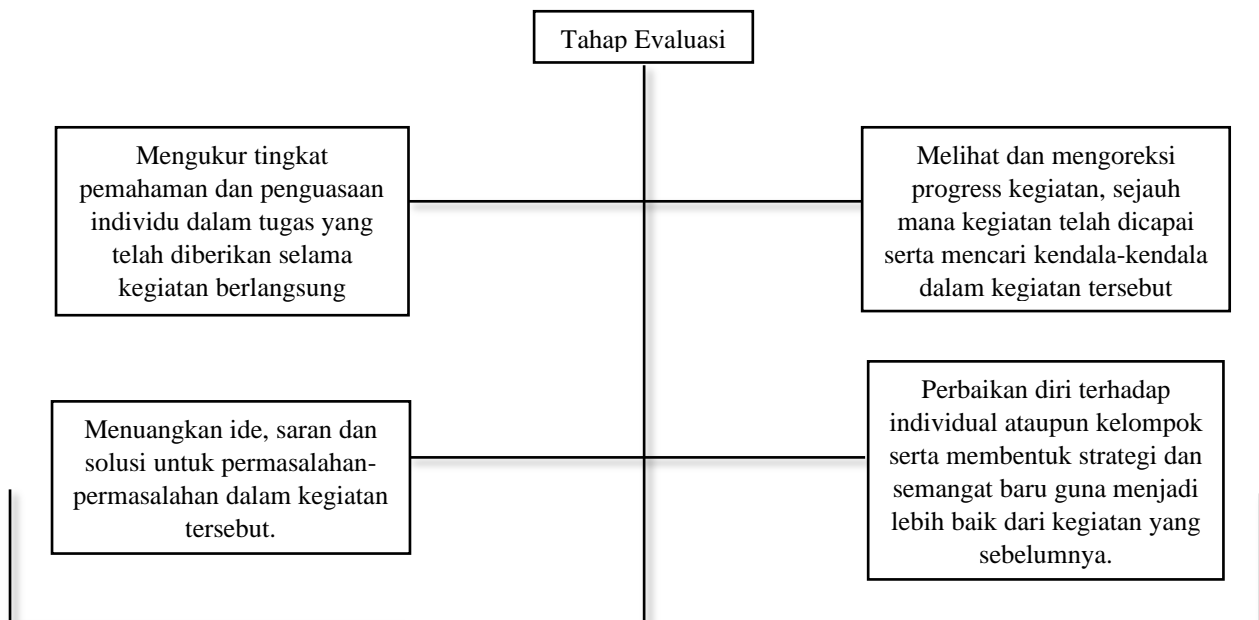 Tahap Evaluasi
Mengukur tingkat
pemahaman dan penguasaan
individu dalam tugas yang
telah diberikan selama
kegiatan berlangsung
Melihat dan mengoreksi
progress kegiatan, sejauh
mana kegiatan telah dicapai
serta mencari kendala-kendala
dalam kegiatan tersebut
Menuangkan ide, saran dan
solusi untuk permasalahan-
permasalahan dalam kegiatan
tersebut.
Perbaikan diri terhadap
individual ataupun kelompok
serta membentuk strategi dan
semangat baru guna menjadi
lebih baik dari kegiatan yang
sebelumnya.